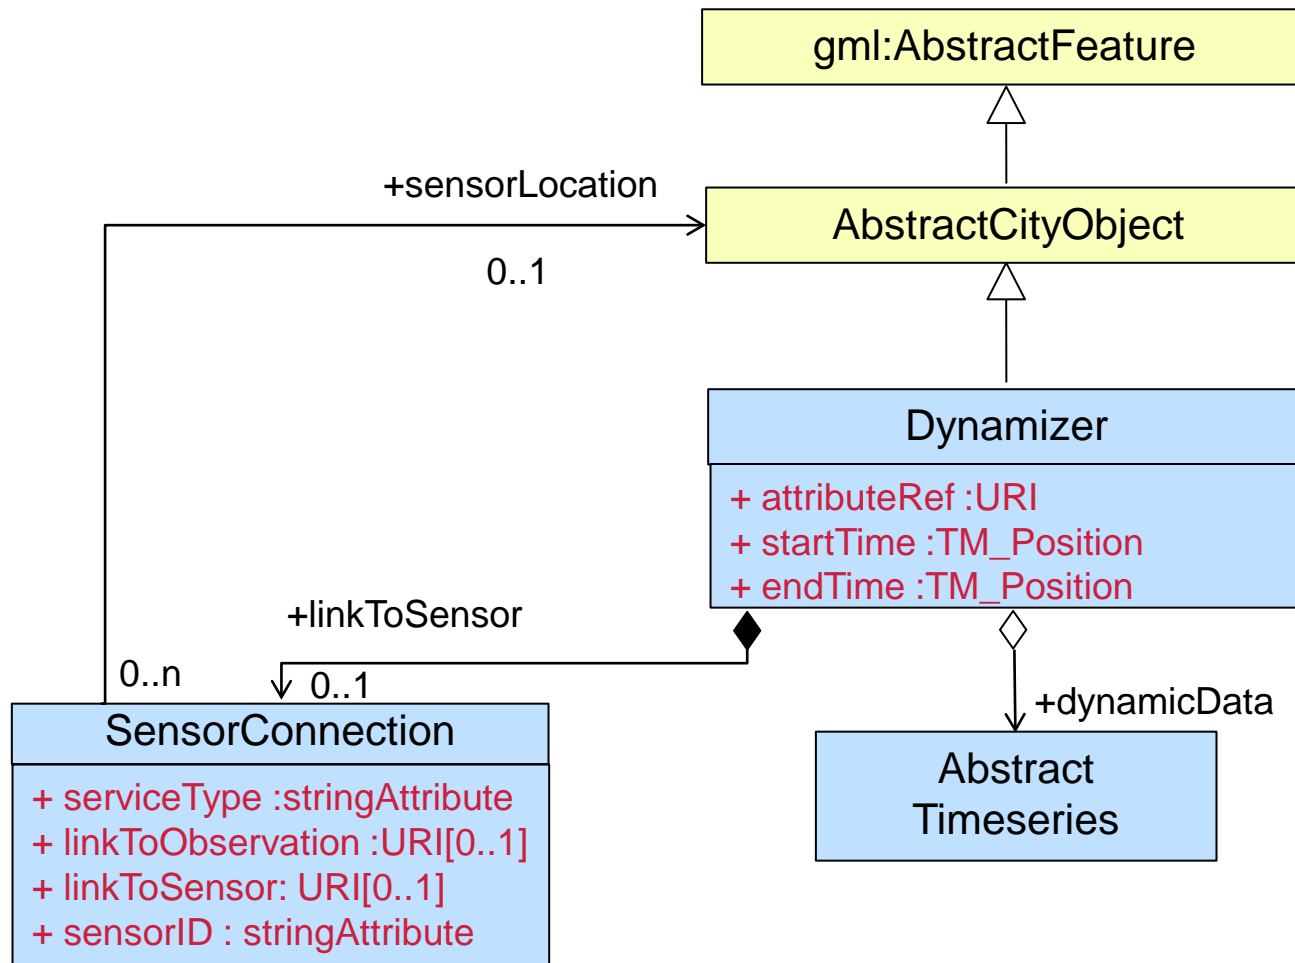 gml:AbstractFeature
+sensorLocation
AbstractCityObject
0..1
Dynamizer
+ attributeRef :URI
+ startTime :TM_Position
+ endTime :TM_Position
+linkToSensor
0..n
0..1
+dynamicData
SensorConnection
+ serviceType :stringAttribute
+ linkToObservation :URI[0..1]
+ linkToSensor: URI[0..1]
+ sensorID : stringAttribute
Abstract
Timeseries